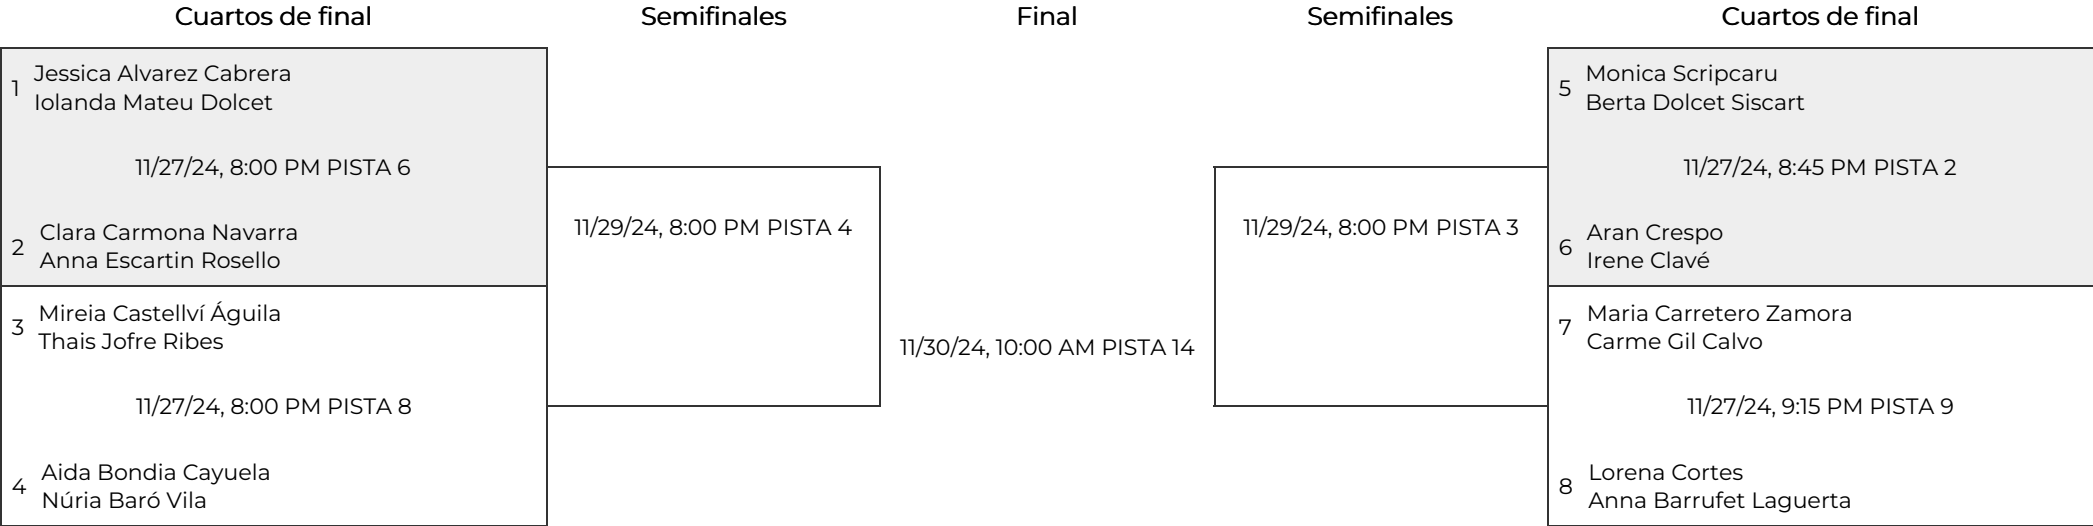 Cuartos de final
Semifinales
Final
Semifinales
Cuartos de final
1
Jessica Alvarez Cabrera
Iolanda Mateu Dolcet
11/27/24, 8:00 PM PISTA 6
2
Clara Carmona Navarra
Anna Escartin Rosello
3
Mireia Castellví Águila
Thais Jofre Ribes
11/27/24, 8:00 PM PISTA 8
4
Aida Bondia Cayuela
Núria Baró Vila
11/29/24, 8:00 PM PISTA 4
11/30/24, 10:00 AM PISTA 14
11/29/24, 8:00 PM PISTA 3
5
Monica Scripcaru
Berta Dolcet Siscart
11/27/24, 8:45 PM PISTA 2
6
Aran Crespo
Irene Clavé
7
Maria Carretero Zamora
Carme Gil Calvo
11/27/24, 9:15 PM PISTA 9
8
Lorena Cortes
Anna Barrufet Laguerta